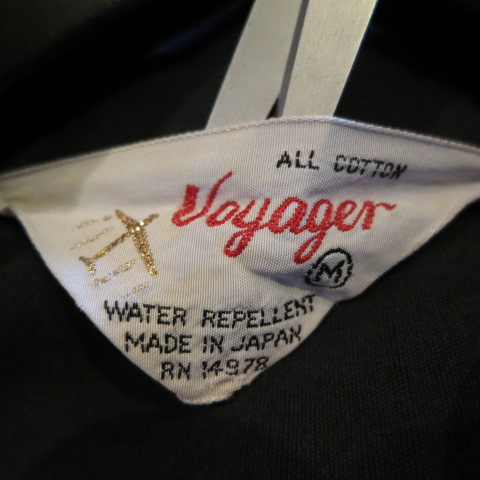 ALL COTTON
Voyager
M
WATER REPELLENT
MADE IN JAPAN
RN 14978